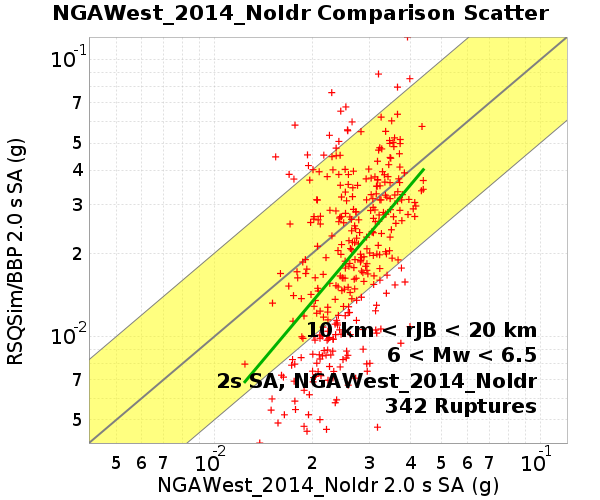 NGAWest_2014_NoIdr Comparison Scatter
RSQSim/BBP 2.0 s SA (g)
10⁻¹
7
5
4
3
2
10⁻²
7
5
10 km < rJB < 20 km
6 < Mw < 6.5
2s SA, NGAWest_2014_NoIdr
342 Ruptures
5 6 7 10⁻² 2 3 4 5 6 7 10⁻¹
NGAWest_2014_NoIdr 2.0 s SA (g)